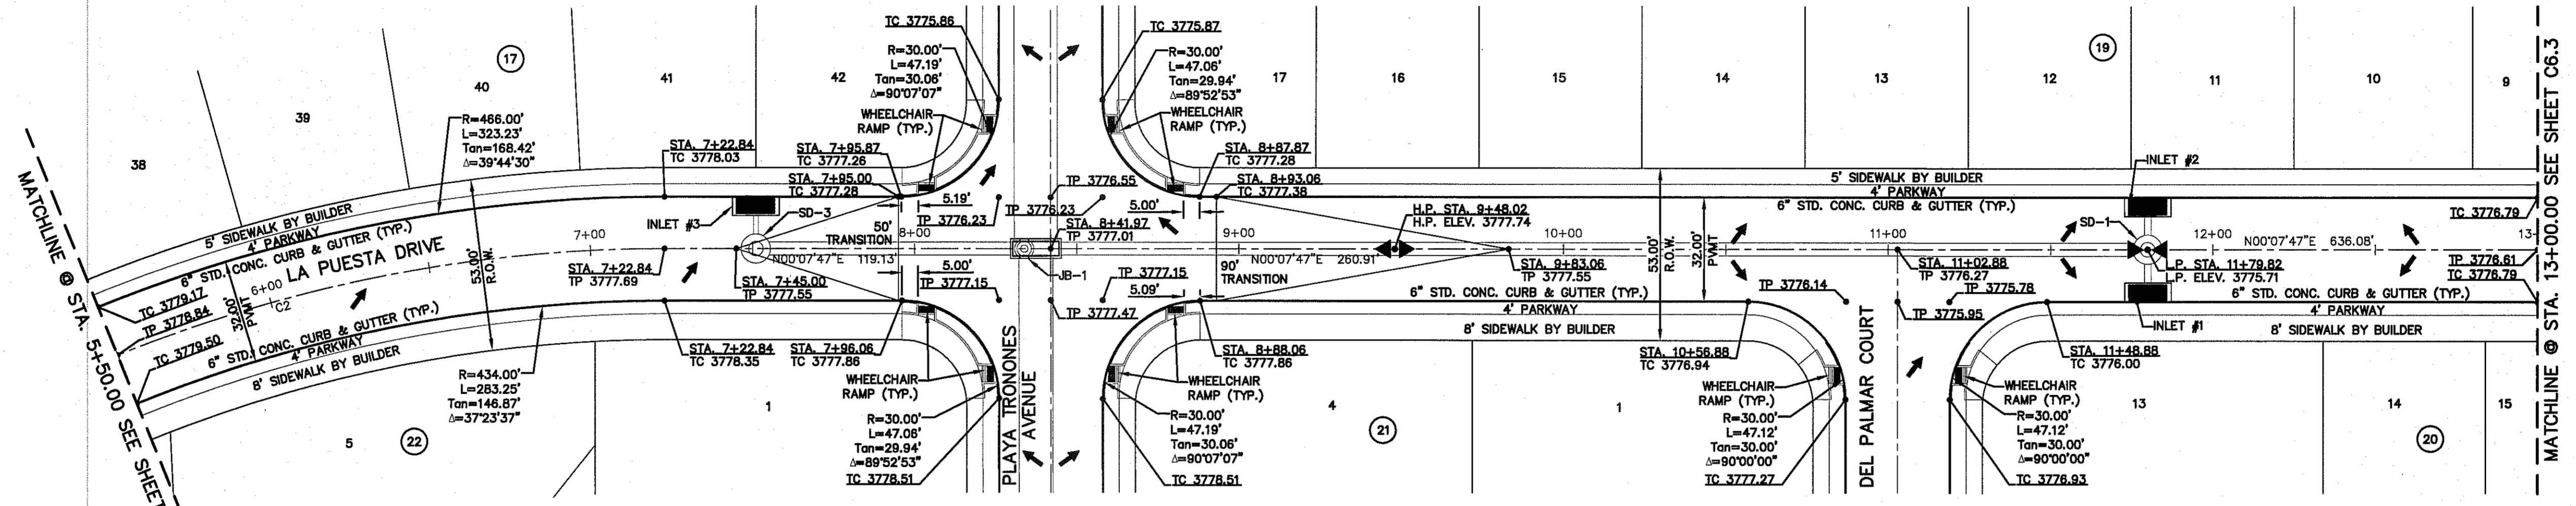 TC 3775.86
R=30.00'
L=47.19'
Tan=30.06'
Δ=90°07'07"
WHEELCHAIR
RAMP (TYP.)
TC 3775.87
R=30.00'
L=47.06'
Tan=29.94'
Δ=89°52'53"
WHEELCHAIR
RAMP (TYP.)
17
38
39
40
41
42
17
16
15
14
13
12
19
11
10
9
R=466.00'
L=323.23'
Tan=168.42'
Δ=39°44'30"
STA. 7+22.84
TC 3778.03
STA. 7+95.87
TC 3777.26
STA. 7+95.00
TC 3777.28
STA. 8+87.87
TC 3777.28
STA. 8+93.06
TC 3777.38
INLET #2
5' SIDEWALK BY BUILDER
4' PARKWAY
6" STD. CONC. CURB & GUTTER (TYP.)
TC 3776.79
MATCHLINE @ STA. 5+50.00 SEE SHEET
5' SIDEWALK BY BUILDER
4' PARKWAY
6" STD. CONC. CURB & GUTTER (TYP.)
LA PUESTA DRIVE
6+00
C2
53.00'
R.O.W.
32.00'
PVMT
TC 3779.17
TP 3778.84
TC 3779.50
6" STD. CONC. CURB & GUTTER (TYP.)
4' PARKWAY
8' SIDEWALK BY BUILDER
INLET #3
SD-3
50'
TRANSITION
5.19'
TP 3776.23
TP 3776.55
TP 3776.23
5.00'
STA. 8+41.97
TP 3777.01
H.P. STA. 9+48.02
H.P. ELEV. 3777.74
7+00
8+00
9+00
10+00
11+00
12+00
13-
N00°07'47"E 119.13'
N00°07'47"E 260.91'
N00°07'47"E 636.08'
53.00'
R.O.W.
32.00'
PVMT
SD-1
STA. 7+22.84
TP 3777.69
STA. 7+45.00
TP 3777.55
5.00'
TP 3777.15
JB-1
TP 3777.15
5.09'
TP 3777.47
90'
TRANSITION
STA. 9+83.06
TP 3777.55
STA. 11+02.88
TP 3776.27
L.P. STA. 11+79.82
L.P. ELEV. 3775.71
TP 3776.61
TC 3776.79
6" STD. CONC. CURB & GUTTER (TYP.)
4' PARKWAY
8' SIDEWALK BY BUILDER
TP 3776.14
TP 3775.78
TP 3775.95
6" STD. CONC. CURB & GUTTER (TYP.)
4' PARKWAY
8' SIDEWALK BY BUILDER
INLET #1
STA. 7+22.84
TC 3778.35
STA. 7+96.06
TC 3777.86
STA. 8+88.06
TC 3777.86
STA. 10+56.88
TC 3776.94
STA. 11+48.88
TC 3776.00
R=434.00'
L=283.25'
Tan=146.87'
Δ=37°23'37"
WHEELCHAIR
RAMP (TYP.)
R=30.00'
L=47.06'
Tan=29.94'
Δ=89°52'53"
TC 3778.51
PLAYA TRONONES
AVENUE
WHEELCHAIR
RAMP (TYP.)
R=30.00'
L=47.19'
Tan=30.06'
Δ=90°07'07"
TC 3778.51
WHEELCHAIR
RAMP (TYP.)
R=30.00'
L=47.12'
Tan=30.00'
Δ=90°00'00"
TC 3777.27
DEL PALMAR COURT
WHEELCHAIR
RAMP (TYP.)
R=30.00'
L=47.12'
Tan=30.00'
Δ=90°00'00"
TC 3776.93
5
22
1
4
21
1
13
14
20
15
MATCHLINE @ STA. 13+00.00 SEE SHEET C6.3